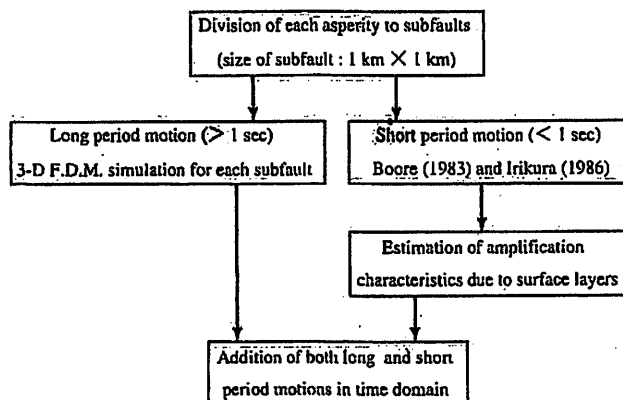 Division of each asperity to subfaults
(size of subfault : 1 km × 1 km)
Long period motion (> 1 sec)
3-D F.D.M. simulation for each subfault
Short period motion (< 1 sec)
Boore (1983) and Irikura (1986)
Estimation of amplification
characteristics due to surface layers
Addition of both long and short
period motions in time domain